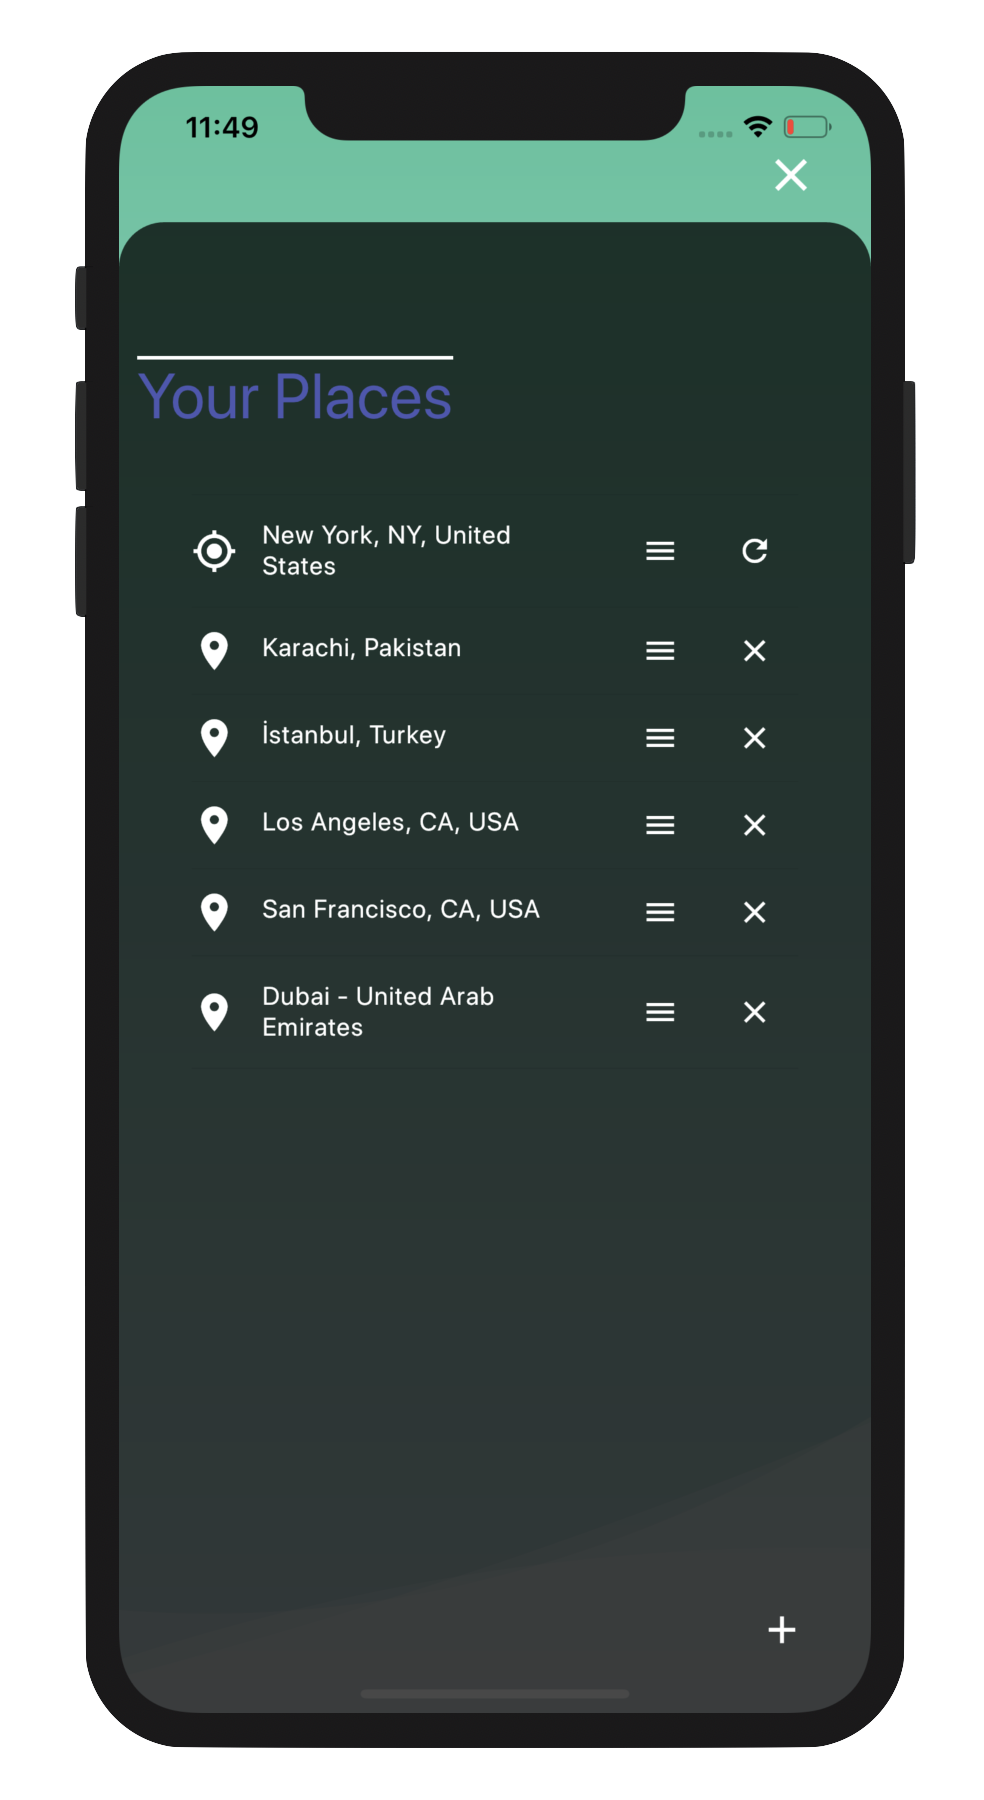 11:49
Your Places
New York, NY, United
States
Karachi, Pakistan
İstanbul, Turkey
Los Angeles, CA, USA
San Francisco, CA, USA
Dubai - United Arab
Emirates